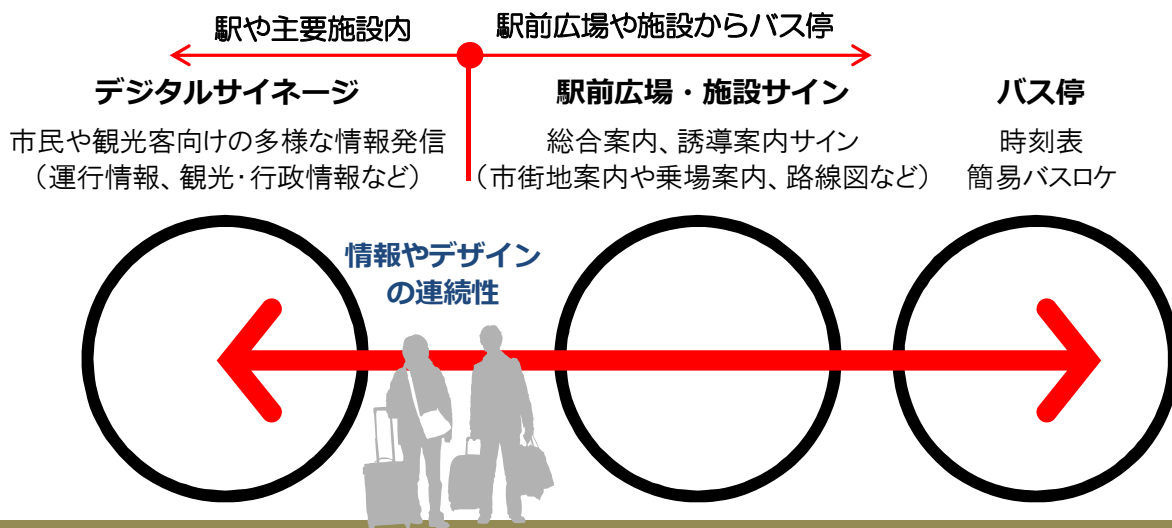 駅や主要施設内
駅前広場や施設からバス停
デジタルサイネージ
市民や観光客向けの多様な情報発信
（運行情報、観光・行政情報など）
駅前広場・施設サイン
総合案内、誘導案内サイン
（市街地案内や乗場案内、路線図など）
バス停
時刻表
簡易バスロケ
情報やデザイン
の連続性